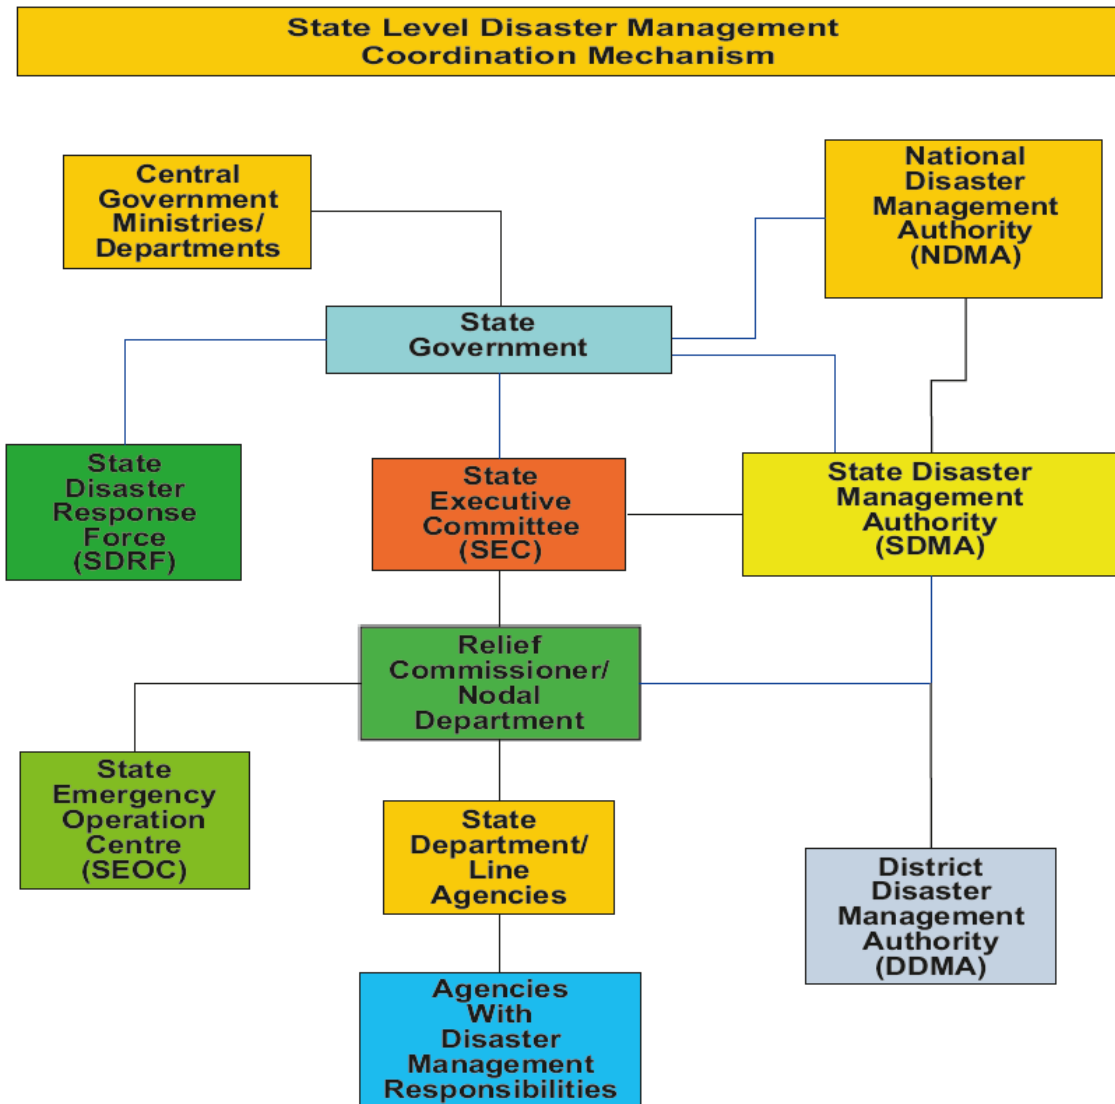 State Level Disaster Management
Coordination Mechanism
Central
Government
Ministries/
Departments
National
Disaster
Management
Authority
(NDMA)
State
Government
State
Disaster
Response
Force
(SDRF)
State
Executive
Committee
(SEC)
State Disaster
Management
Authority
(SDMA)
Relief
Commissioner/
Nodal
Department
State
Emergency
Operation
Centre
(SEOC)
State
Department/
Line
Agencies
District
Disaster
Management
Authority
(DDMA)
Agencies
With
Disaster
Management
Responsibilities